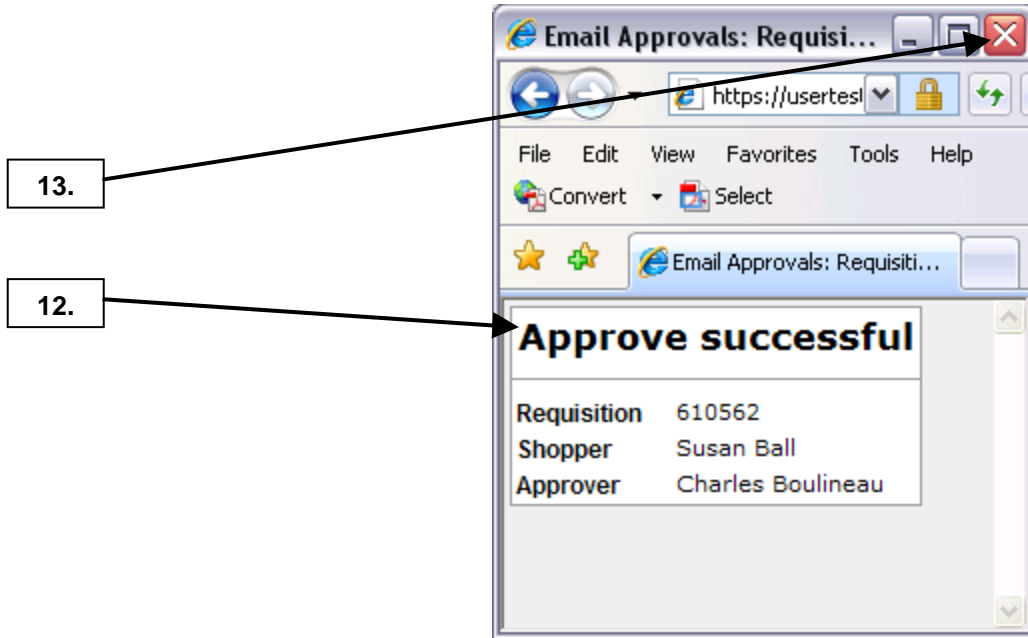 Email Approvals: Requisi...
https://usertest
File Edit View Favorites Tools Help
13.
Convert Select
Email Approvals: Requisiti...
12.
Approve successful
Requisition 610562
Shopper Susan Ball
Approver Charles Boulineau